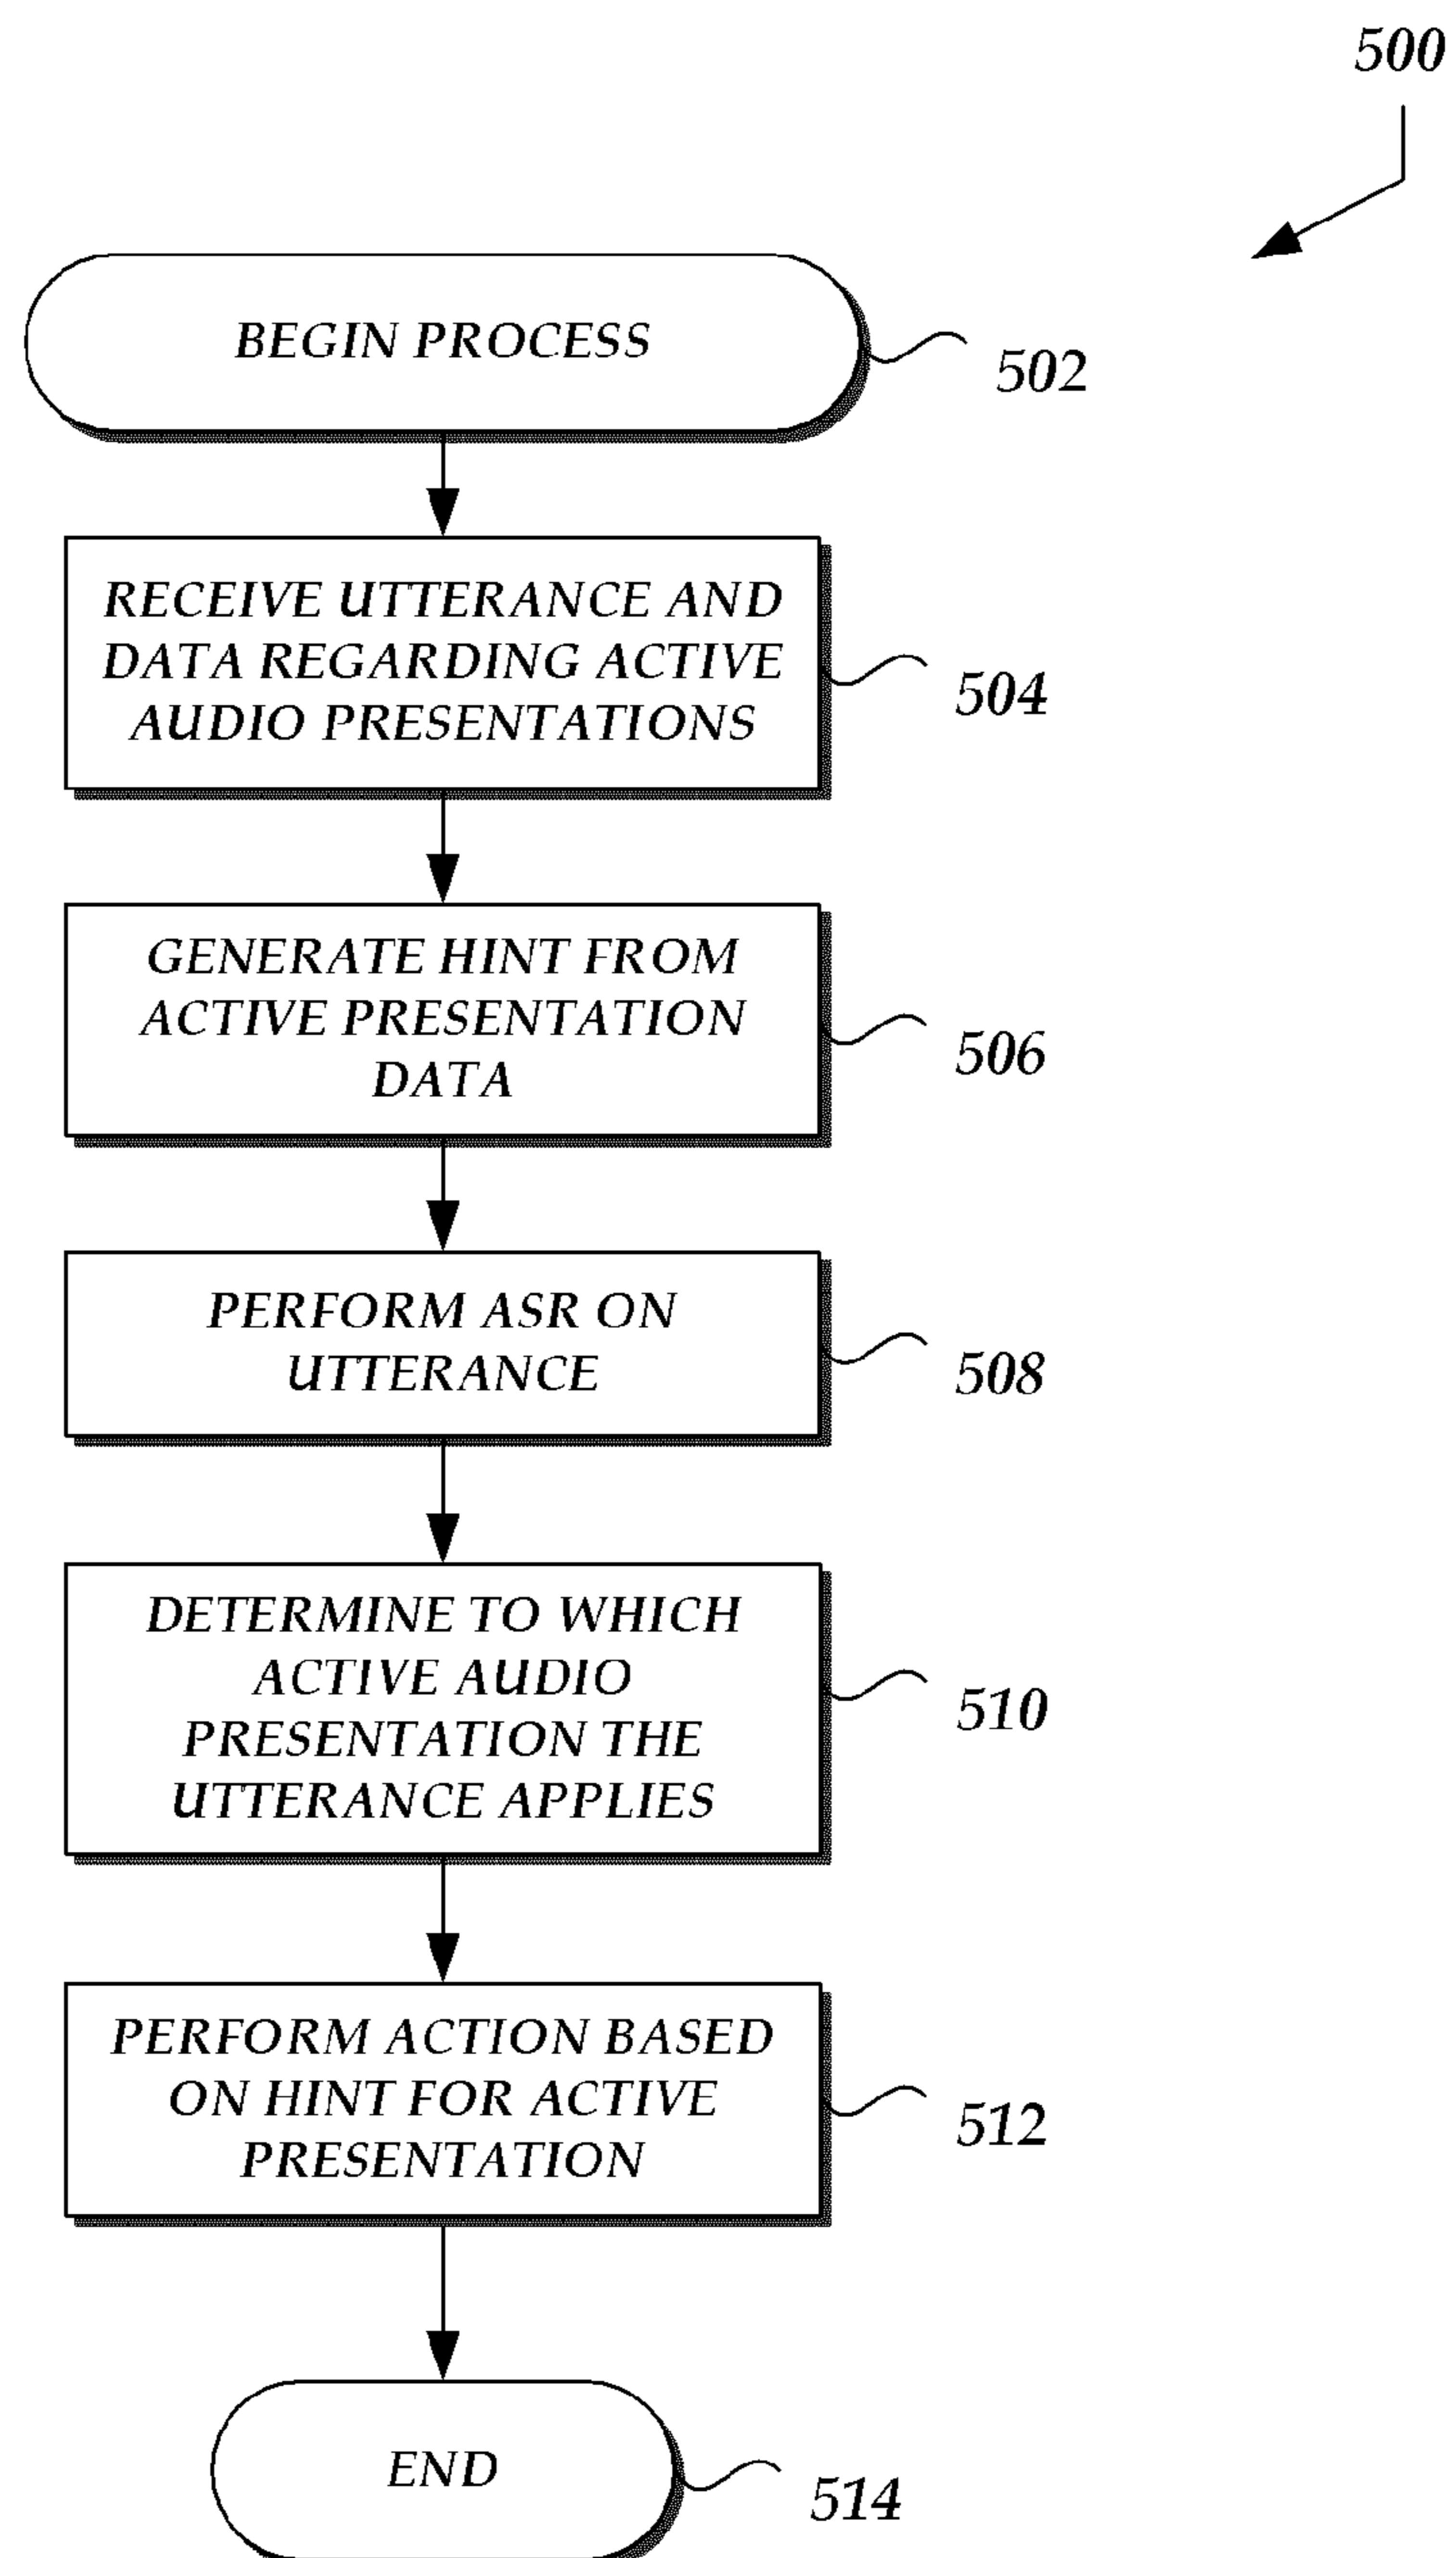 500
BEGIN PROCESS
502
RECEIVE UTTERANCE AND
DATA REGARDING ACTIVE
AUDIO PRESENTATIONS
504
GENERATE HINT FROM
ACTIVE PRESENTATION
DATA
506
PERFORM ASR ON
UTTERANCE
508
DETERMINE TO WHICH
ACTIVE AUDIO
PRESENTATION THE
UTTERANCE APPLIES
510
PERFORM ACTION BASED
ON HINT FOR ACTIVE
PRESENTATION
512
END
514